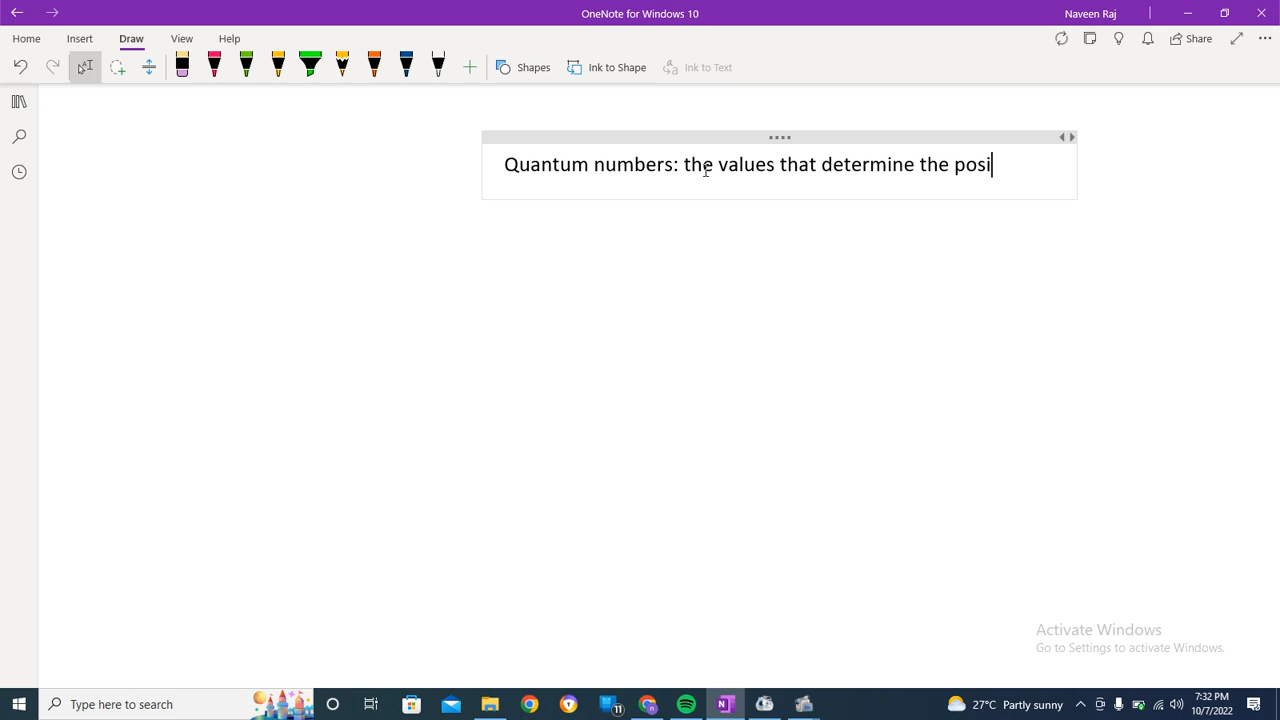 OneNote for Windows 10
Naveen Raj
Home Insert Draw View Help
Share
Shapes Ink to Shape Ink to Text
Quantum numbers: the values that determine the posi
Activate Windows
Go to Settings to activate Windows.
Type here to search
11
27°C Partly sunny
7:32 PM
10/7/2022